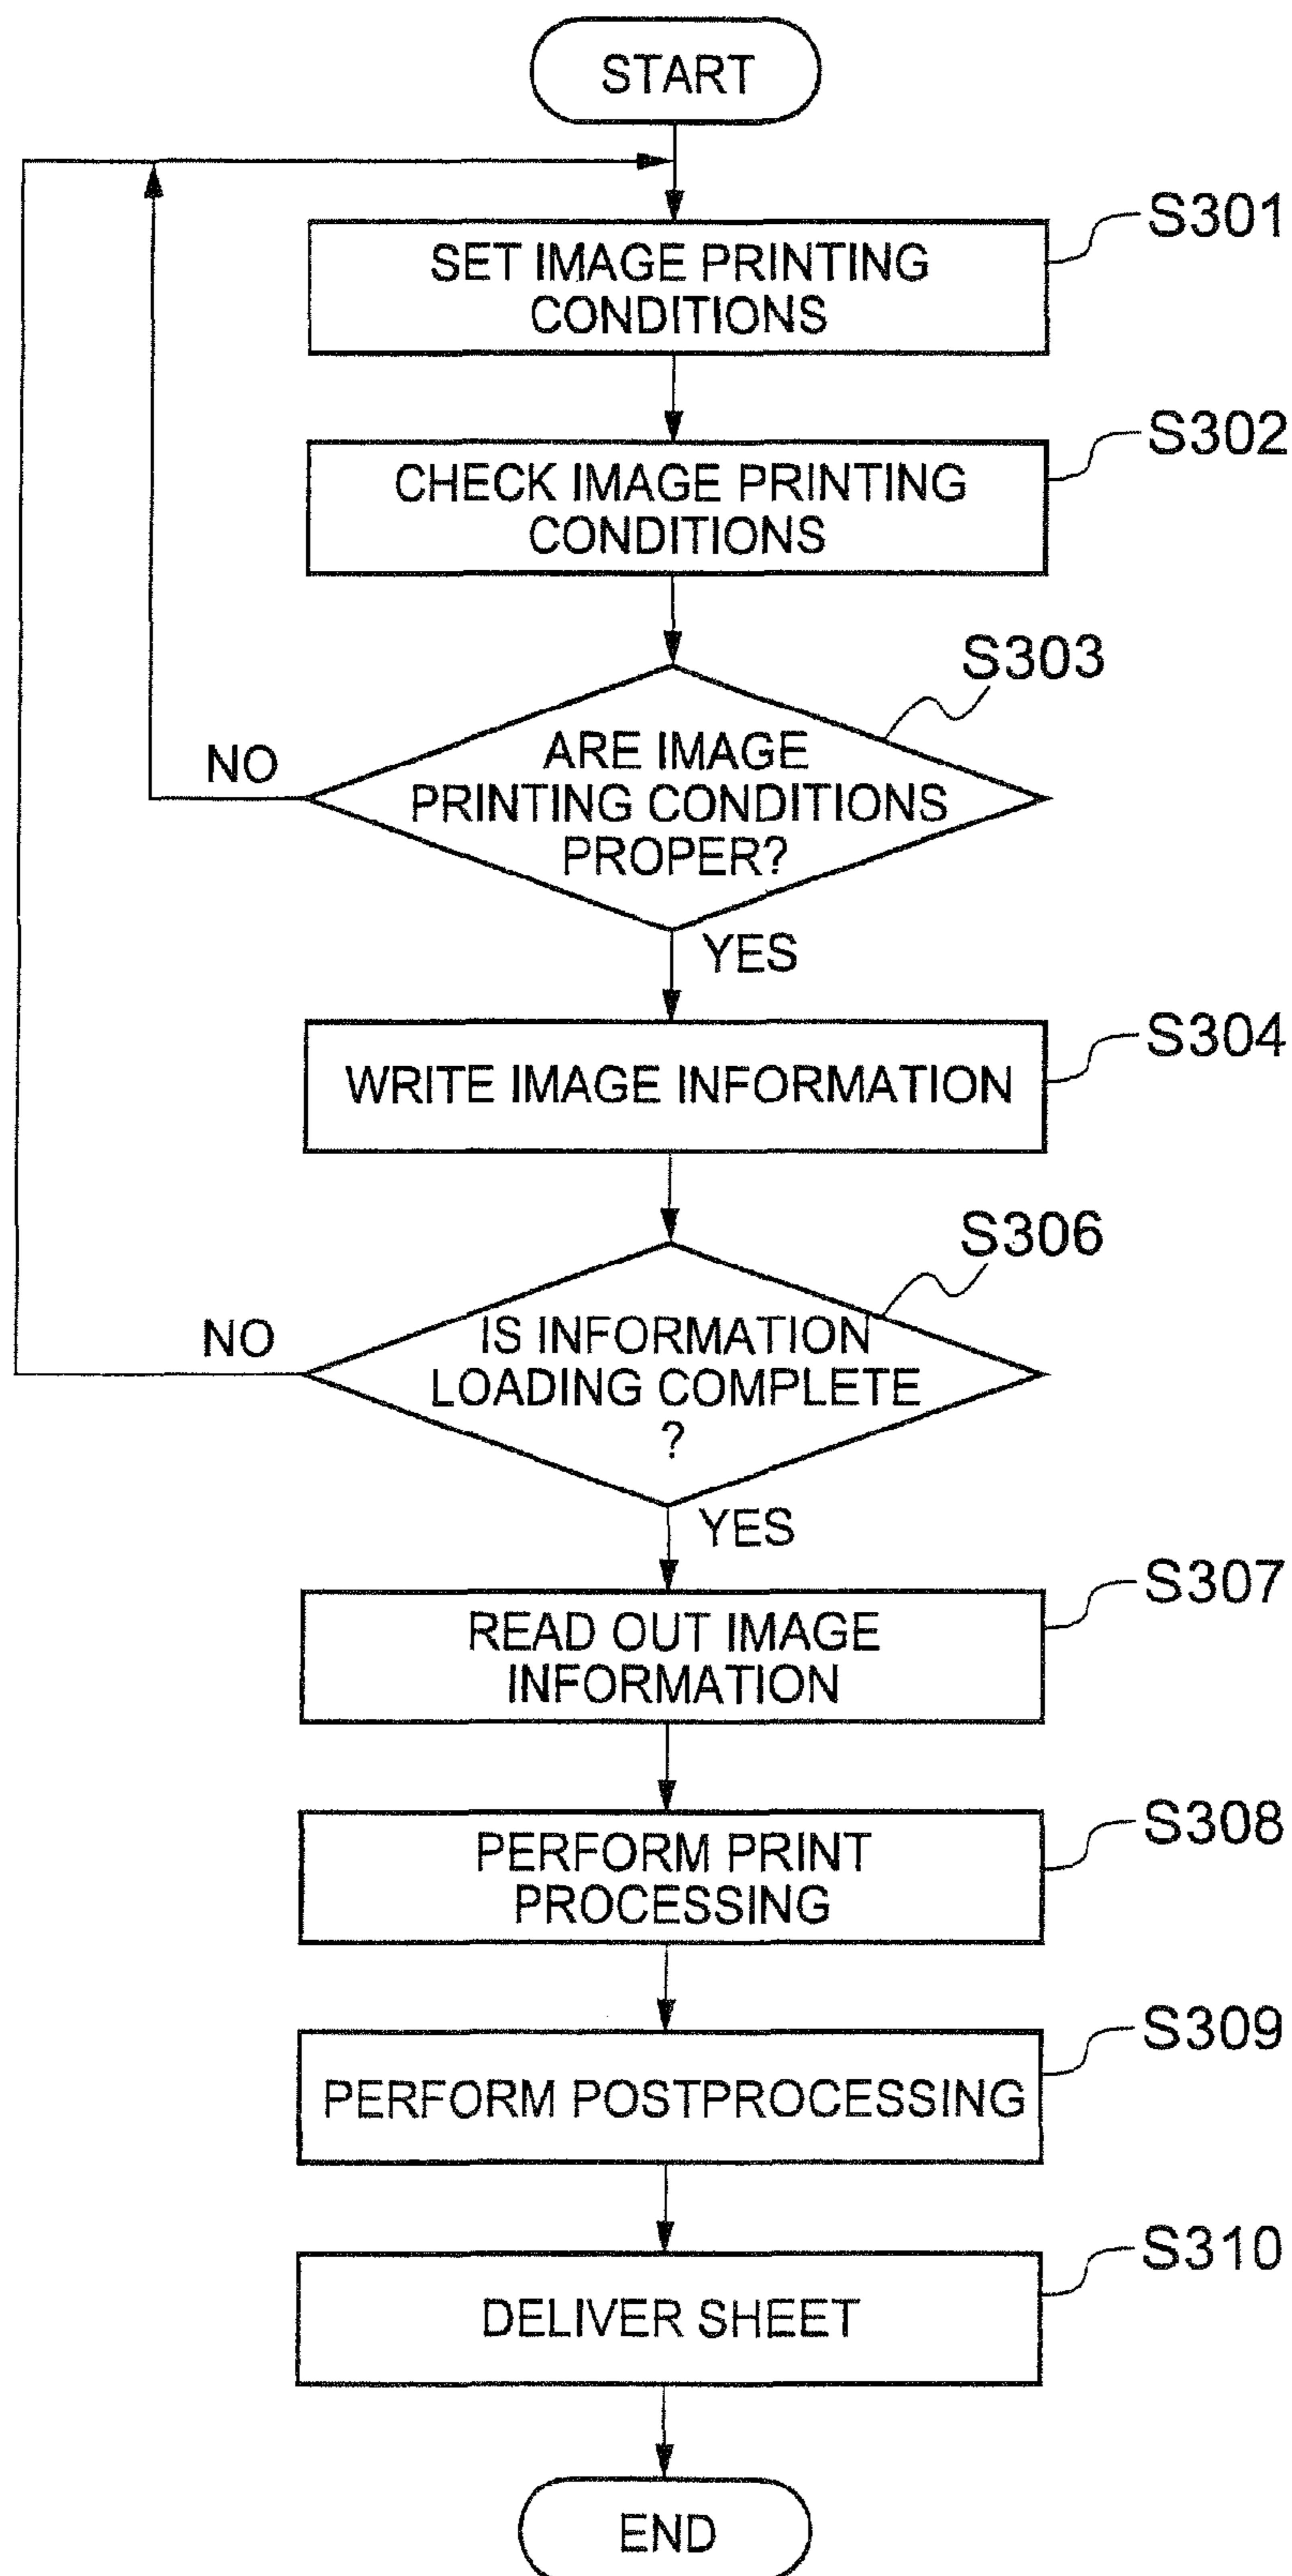 START
S301
SET IMAGE PRINTING
CONDITIONS
S302
CHECK IMAGE PRINTING
CONDITIONS
S303
ARE IMAGE
PRINTING CONDITIONS
PROPER?
NO
YES
S304
WRITE IMAGE INFORMATION
S306
IS INFORMATION
LOADING COMPLETE
?
NO
YES
S307
READ OUT IMAGE
INFORMATION
S308
PERFORM PRINT
PROCESSING
S309
PERFORM POSTPROCESSING
S310
DELIVER SHEET
END